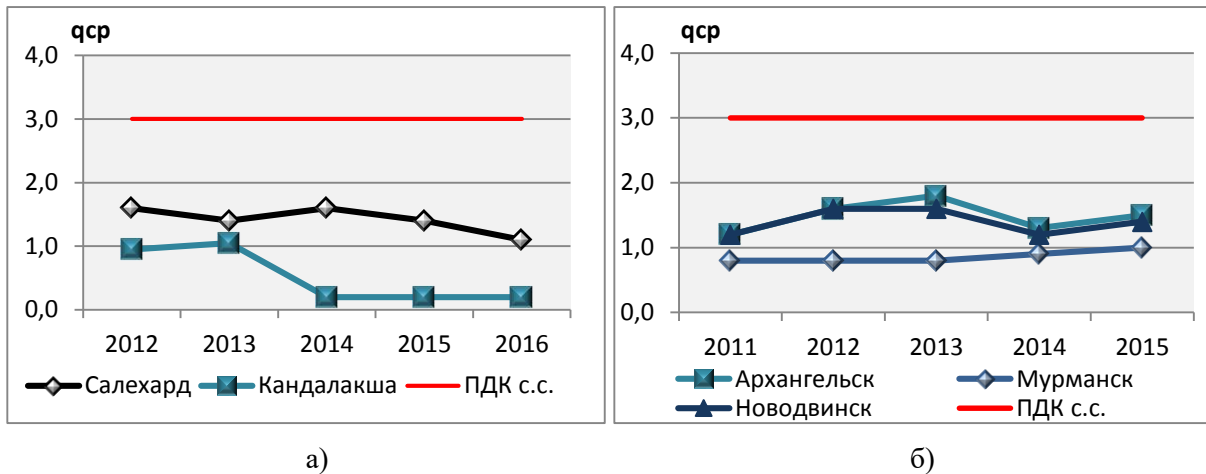 qср
4,0
3,0
2,0
1,0
0,0
2012 2013 2014 2015 2016
Салехард Кандалакша ПДК с.с.
а)
qср
4,0
3,0
2,0
1,0
0,0
2011 2012 2013 2014 2015
Архангельск Мурманск
Новодвинск ПДК с.с.
б)